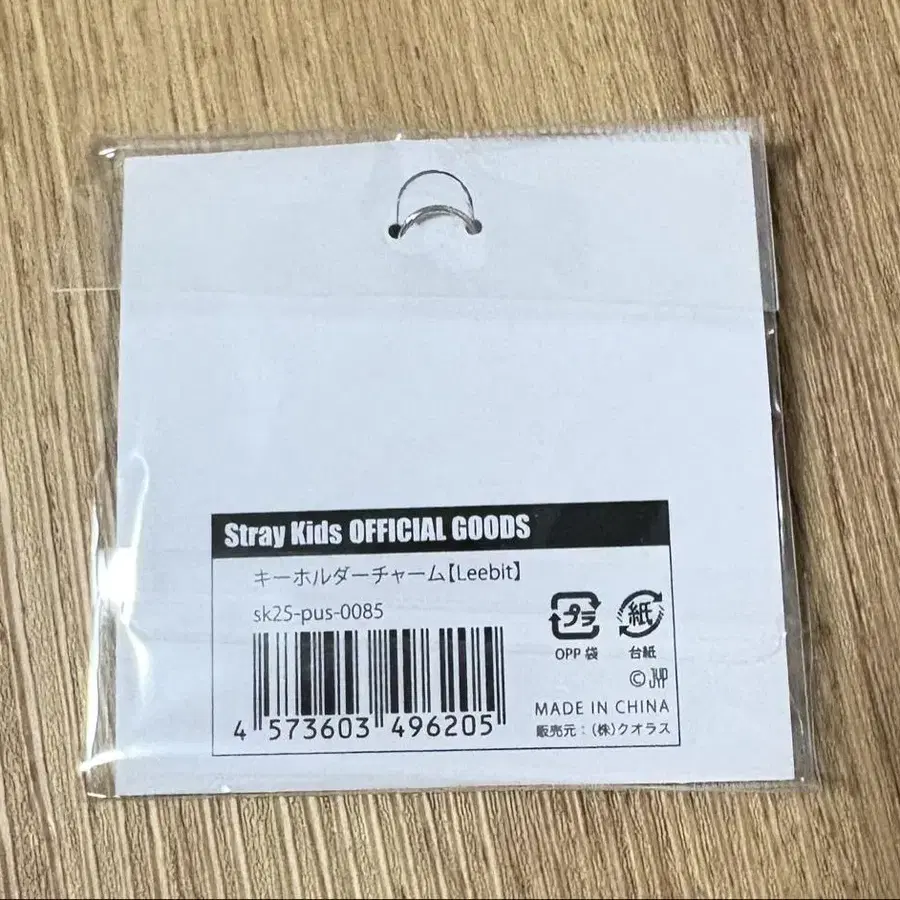 Stray Kids OFFICIAL GOODS
キーホルダーチャーム【Leebit】
sk25-pus-0085
プラ
OPP 袋
紙
台紙
©JYP
MADE IN CHINA
販売元：(株)クオラス
4 573603 496205